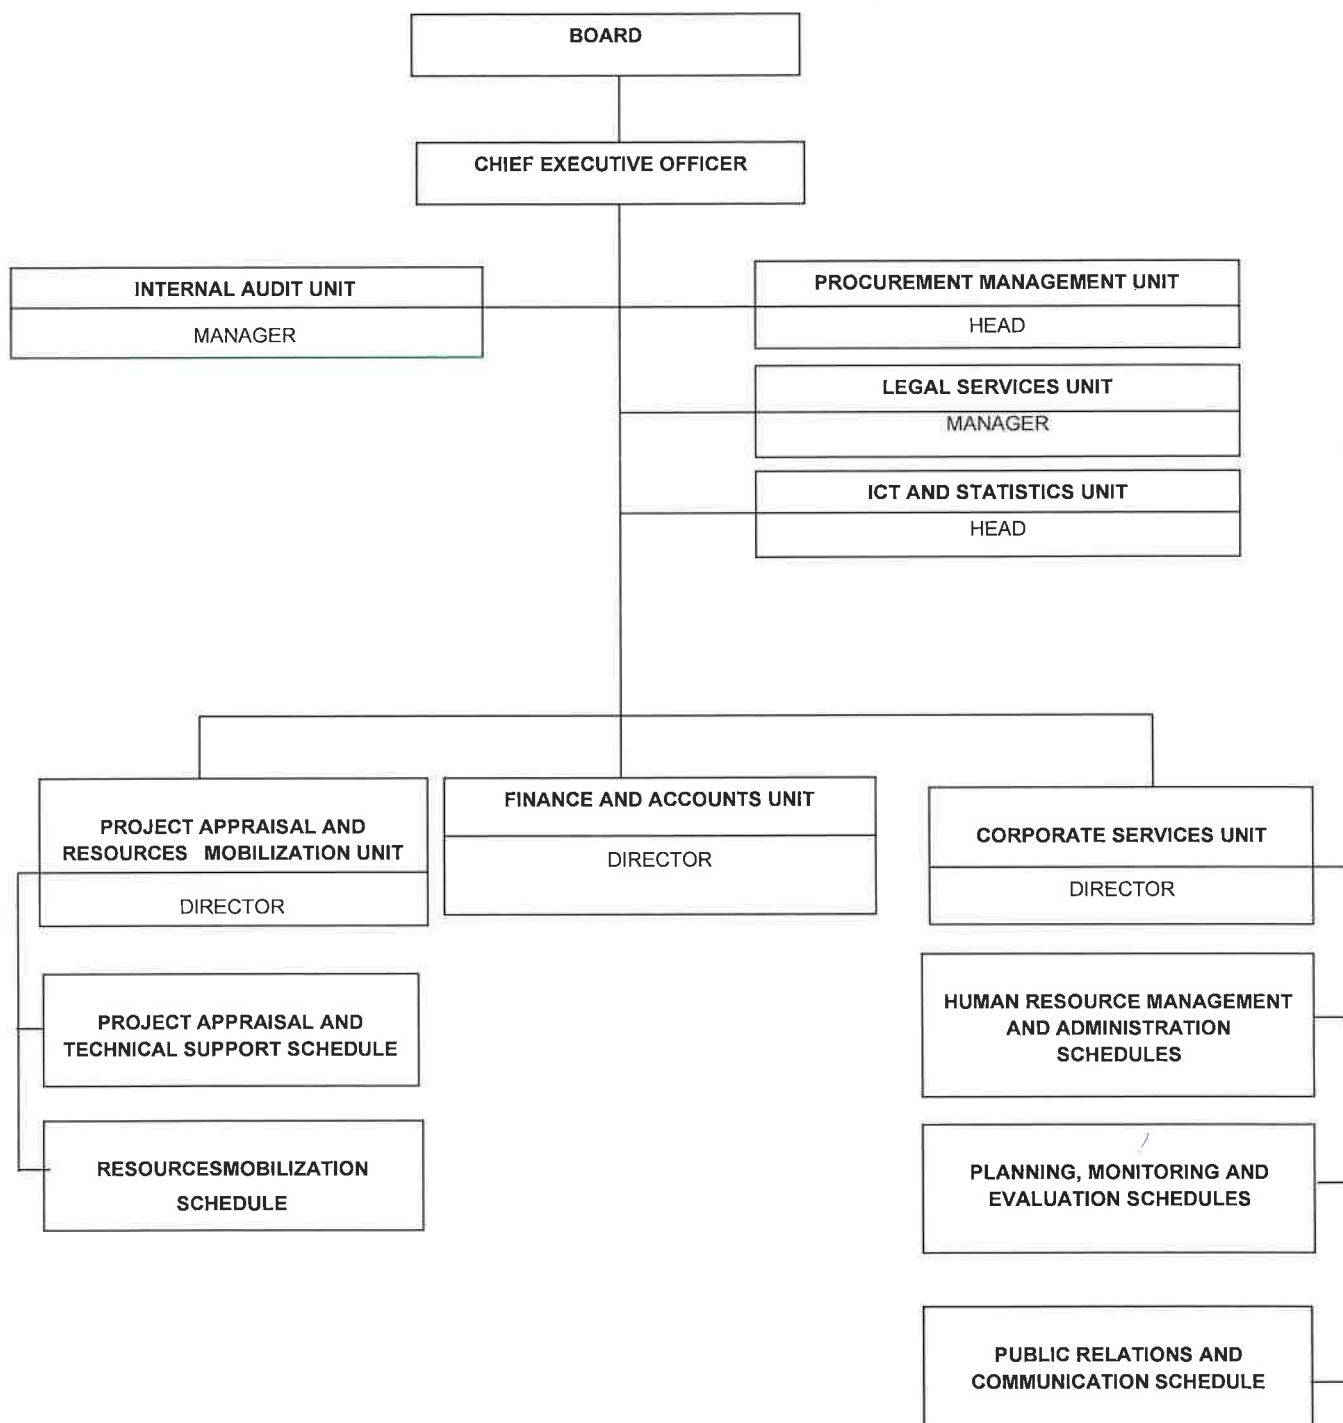 BOARD
CHIEF EXECUTIVE OFFICER
INTERNAL AUDIT UNIT
MANAGER
PROCUREMENT MANAGEMENT UNIT
HEAD
LEGAL SERVICES UNIT
MANAGER
ICT AND STATISTICS UNIT
HEAD
PROJECT APPRAISAL AND
RESOURCES MOBILIZATION UNIT
DIRECTOR
FINANCE AND ACCOUNTS UNIT
DIRECTOR
CORPORATE SERVICES UNIT
DIRECTOR
PROJECT APPRAISAL AND
TECHNICAL SUPPORT SCHEDULE
RESOURCESMOBILIZATION
SCHEDULE
HUMAN RESOURCE MANAGEMENT
AND ADMINISTRATION
SCHEDULES
PLANNING, MONITORING AND
EVALUATION SCHEDULES
PUBLIC RELATIONS AND
COMMUNICATION SCHEDULE